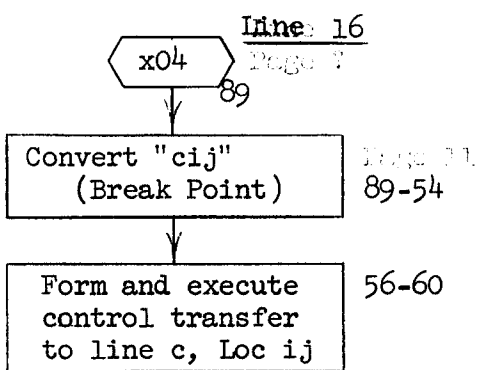 Line 16
x04
89
Convert "cij"
(Break Point)
89-54
Form and execute
control transfer
to line c, Loc ij
56-60